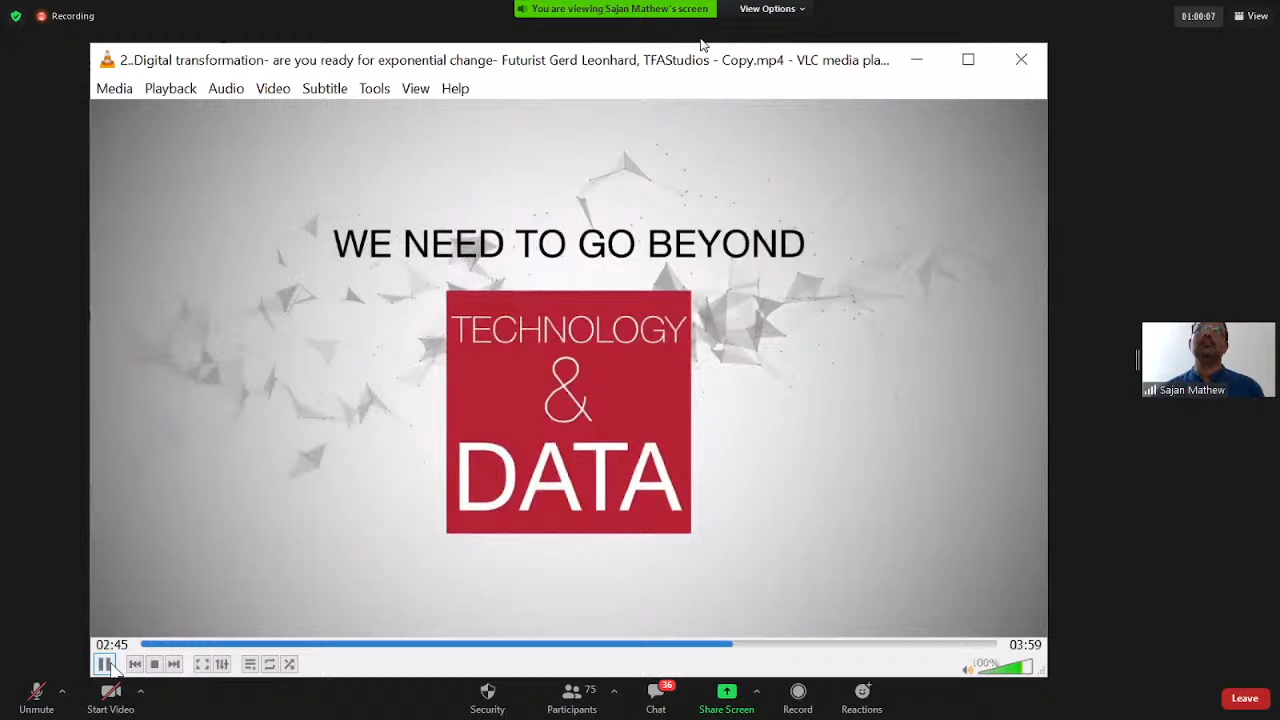 Recording
You are viewing Sajan Mathew's screen
View Options
01:00:07
View
2..Digital transformation- are you ready for exponential change- Futurist Gerd Leonhard, TFAStudios - Copy.mp4 - VLC media pla...
Media Playback Audio Video Subtitle Tools View Help
WE NEED TO GO BEYOND
TECHNOLOGY
&
DATA
Sajan Mathew
02:45
03:59
100%
Unmute
Start Video
Security
75
Participants
36
Chat
Share Screen
Record
Reactions
Leave